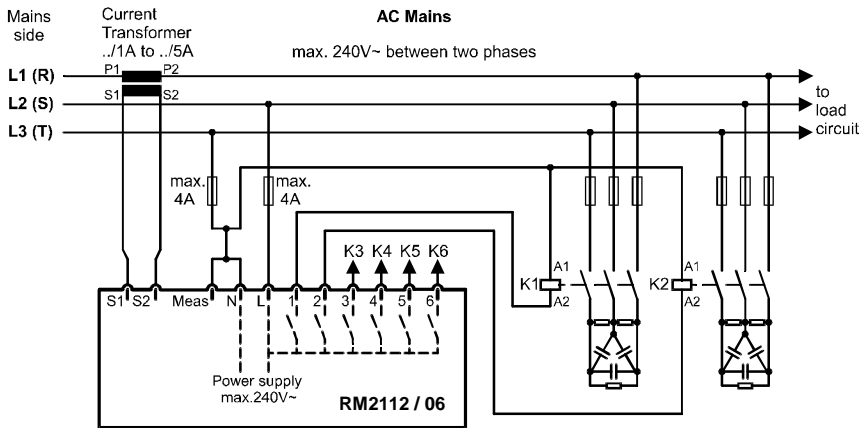 Mains
side
Current
Transformer
../1A to ../5A
AC Mains
max. 240V~ between two phases
P1
P2
L1 (R)
S1
S2
L2 (S)
L3 (T)
to
load
circuit
max.
4A
max.
4A
K3
K4
K5
K6
K1
A1
A2
K2
A1
A2
S1
S2
Meas
N
L
1
2
3
4
5
6
Power supply
max.240V~
RM2112 / 06